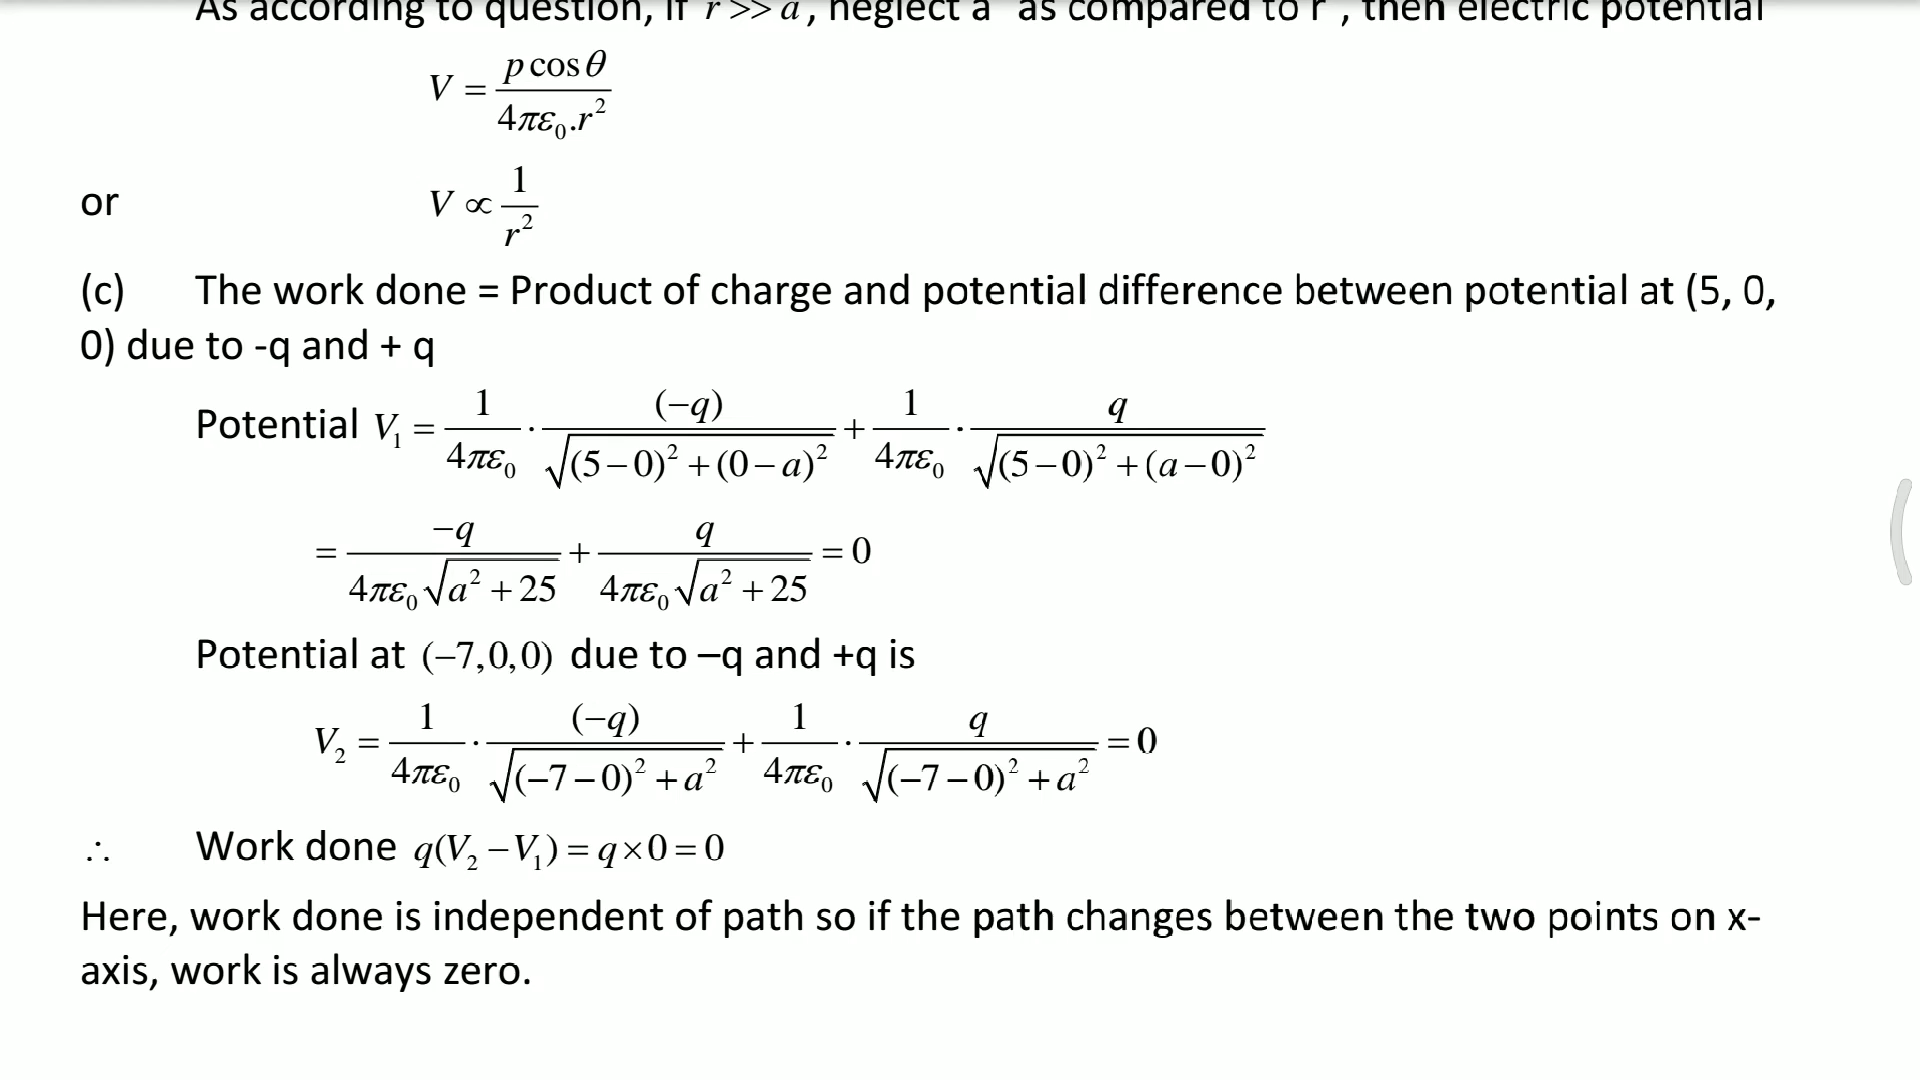 As according to question, if r >> a, neglect a as compared to r , then electric potential
V = p cos θ / 4πε₀.r²
or V ∝ 1 / r²
(c) The work done = Product of charge and potential difference between potential at (5, 0,
0) due to -q and + q
Potential V₁ = 1/4πε₀ · (−q)/√((5−0)² + (0−a)²) + 1/4πε₀ · q/√((5−0)² + (a−0)²)
= −q/4πε₀√(a² + 25) + q/4πε₀√(a² + 25) = 0
Potential at (−7,0,0) due to –q and +q is
V₂ = 1/4πε₀ · (−q)/√((−7−0)² + a²) + 1/4πε₀ · q/√((−7−0)² + a²) = 0
∴ Work done q(V₂ − V₁) = q × 0 = 0
Here, work done is independent of path so if the path changes between the two points on x-
axis, work is always zero.